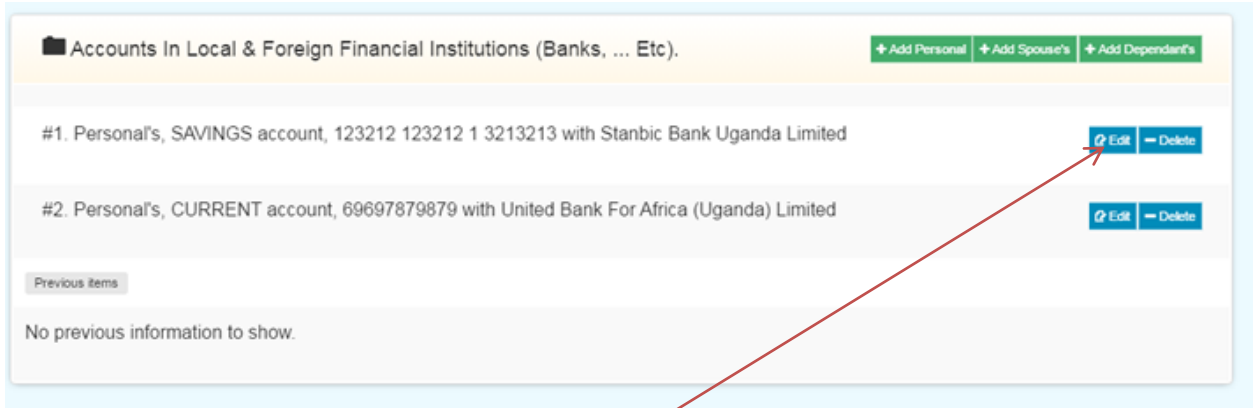 Accounts In Local & Foreign Financial Institutions (Banks, ... Etc).
+ Add Personal + Add Spouse's + Add Dependant's
#1. Personal's, SAVINGS account, 123212 123212 1 3213213 with Stanbic Bank Uganda Limited
Edit − Delete
#2. Personal's, CURRENT account, 69697879879 with United Bank For Africa (Uganda) Limited
Edit − Delete
Previous items
No previous information to show.